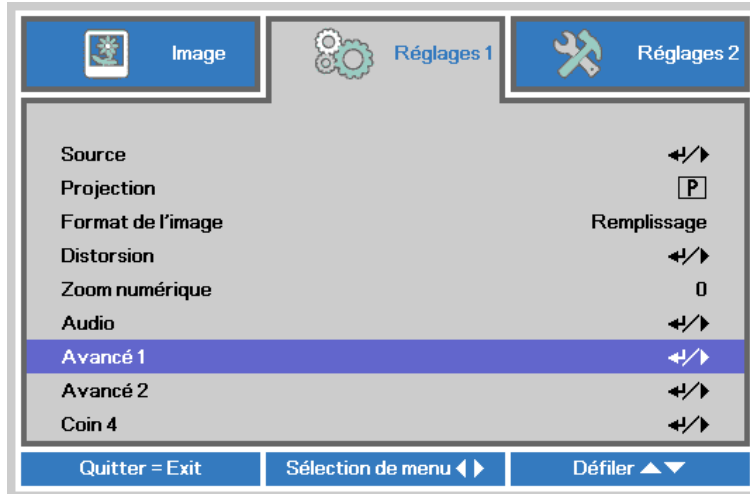 Image
Réglages 1
Réglages 2
Source
Projection P
Format de l'image Remplissage
Distorsion
Zoom numérique 0
Audio
Avancé 1
Avancé 2
Coin 4
Quitter = Exit Sélection de menu ◀ ▶ Défiler ▲▼